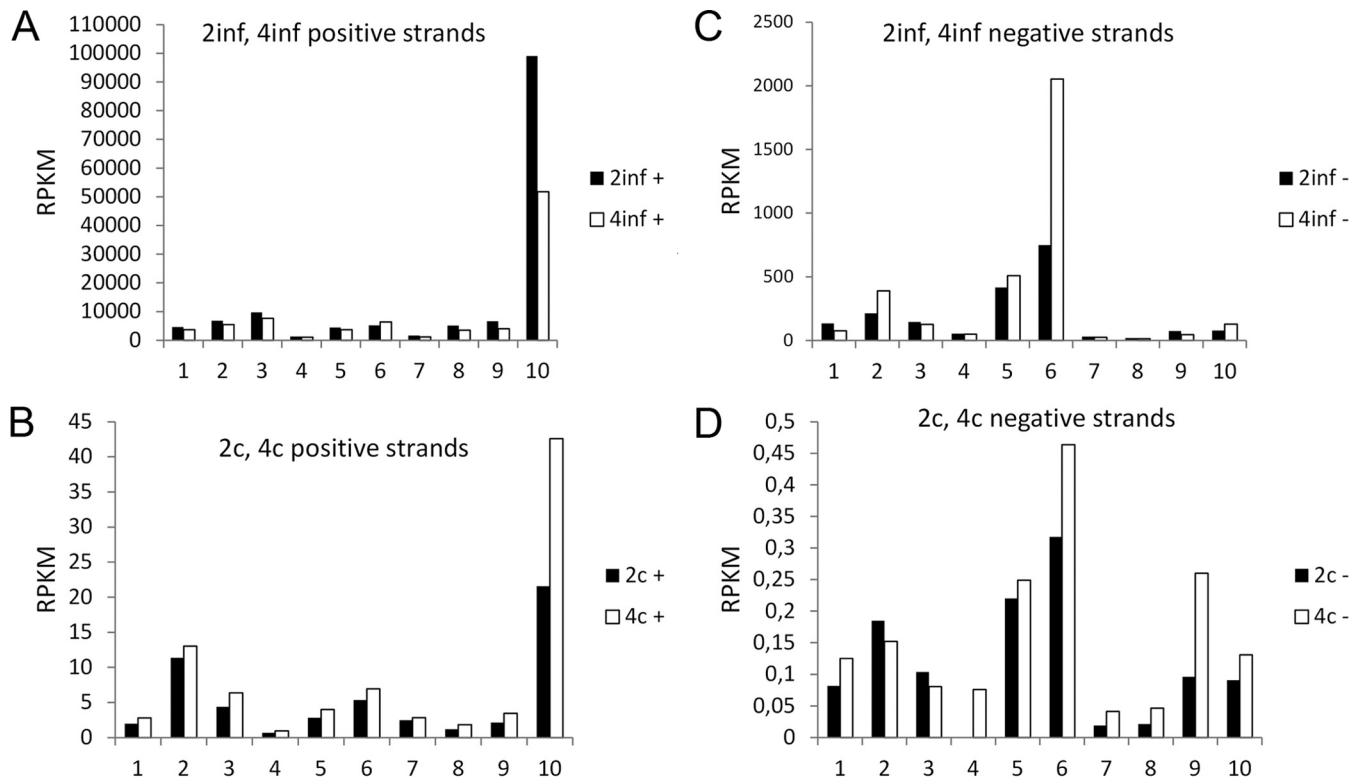 A
2inf, 4inf positive strands
RPKM
110000
100000
90000
80000
70000
60000
50000
40000
30000
20000
10000
0
1 2 3 4 5 6 7 8 9 10
2inf +
4inf +
C
2inf, 4inf negative strands
RPKM
2500
2000
1500
1000
500
0
1 2 3 4 5 6 7 8 9 10
2inf -
4inf -
B
2c, 4c positive strands
RPKM
45
40
35
30
25
20
15
10
5
0
1 2 3 4 5 6 7 8 9 10
2c +
4c +
D
2c, 4c negative strands
RPKM
0,5
0,45
0,4
0,35
0,3
0,25
0,2
0,15
0,1
0,05
0
1 2 3 4 5 6 7 8 9 10
2c -
4c -